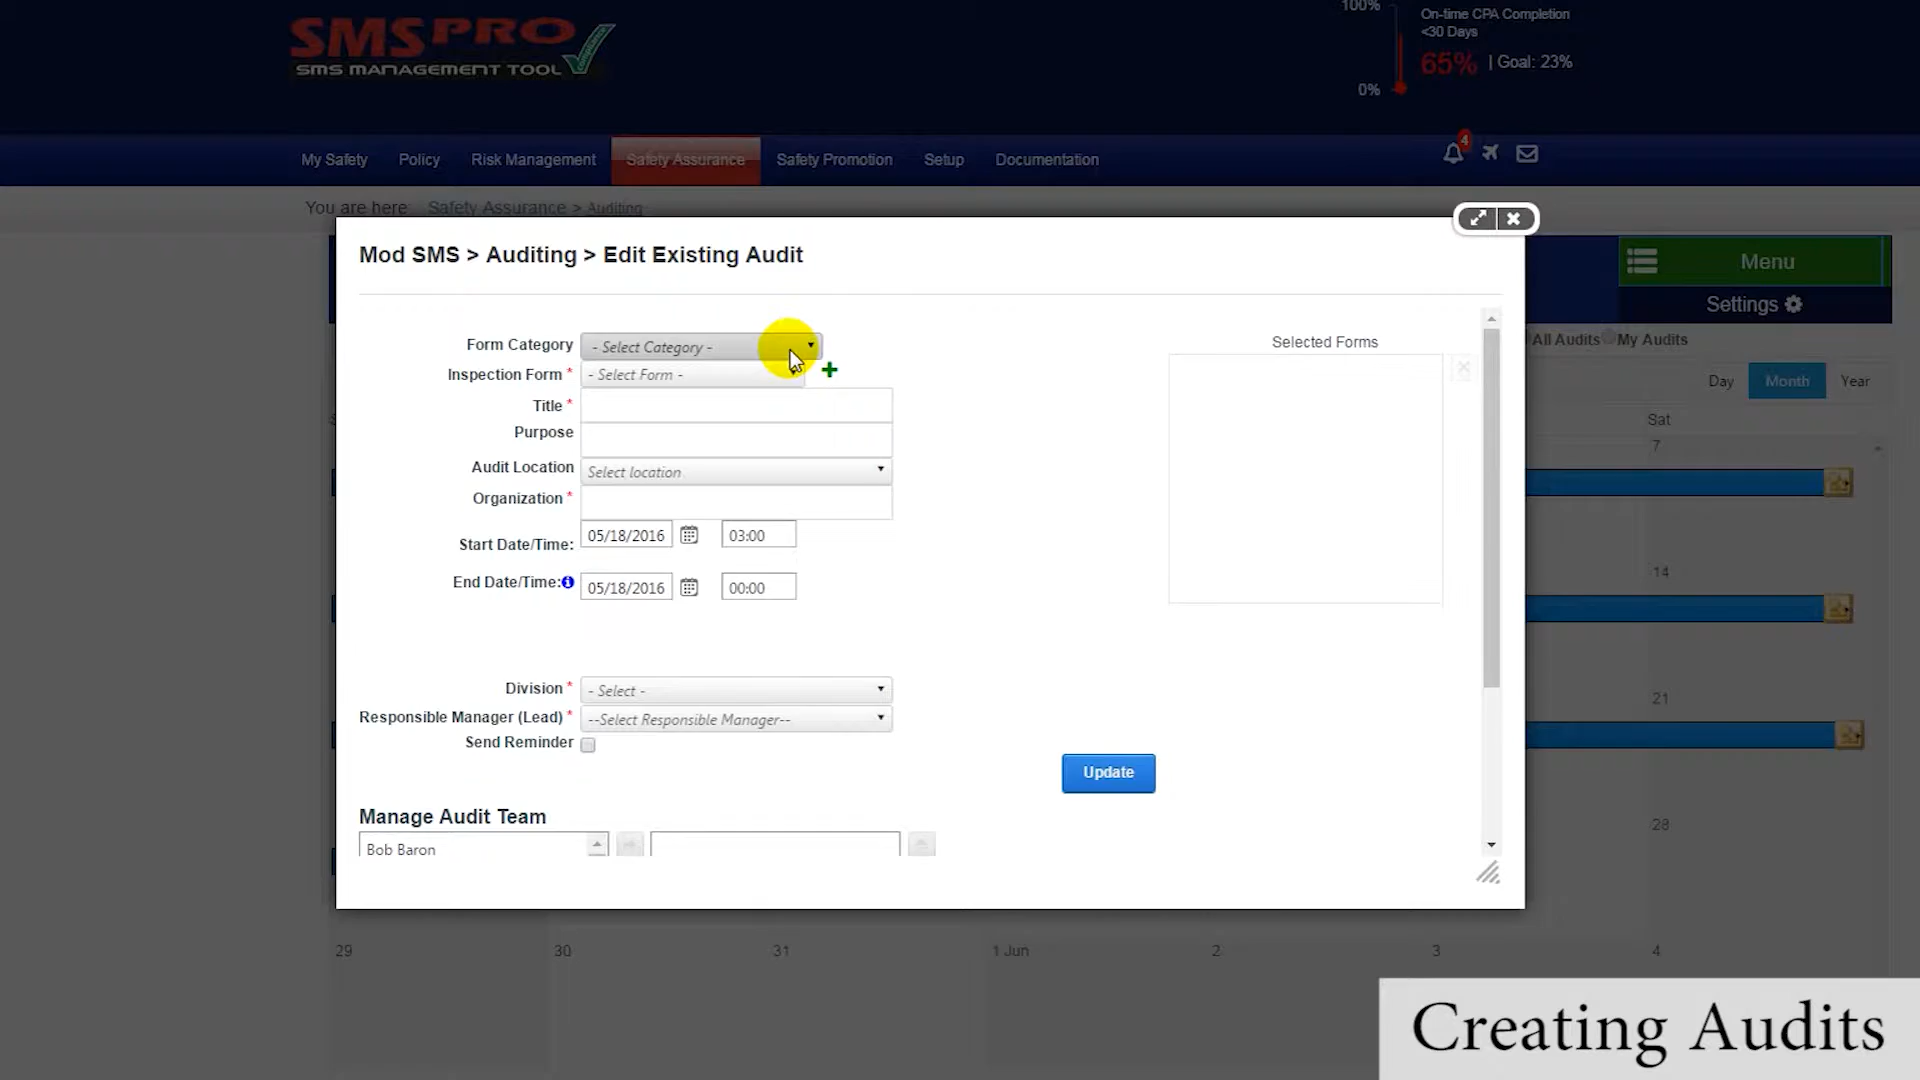 SMS PRO
SMS MANAGEMENT TOOL
100%
0%
On-time CPA Completion
<30 Days
65% | Goal: 23%
My Safety Policy Risk Management Safety Assurance Safety Promotion Setup Documentation
4
You are here: Safety Assurance > Auditing
Mod SMS > Auditing > Edit Existing Audit
Menu
Settings
All Audits My Audits
Day Month Year
Sat
7
14
21
28
Form Category - Select Category -
Inspection Form * - Select Form -
Title *
Purpose
Audit Location Select location
Organization *
Start Date/Time: 05/18/2016 03:00
End Date/Time: 05/18/2016 00:00
Selected Forms
Division * - Select -
Responsible Manager (Lead) * --Select Responsible Manager--
Send Reminder
Update
Manage Audit Team
Bob Baron
29 30 31 1 Jun 2 3 4
Creating Audits